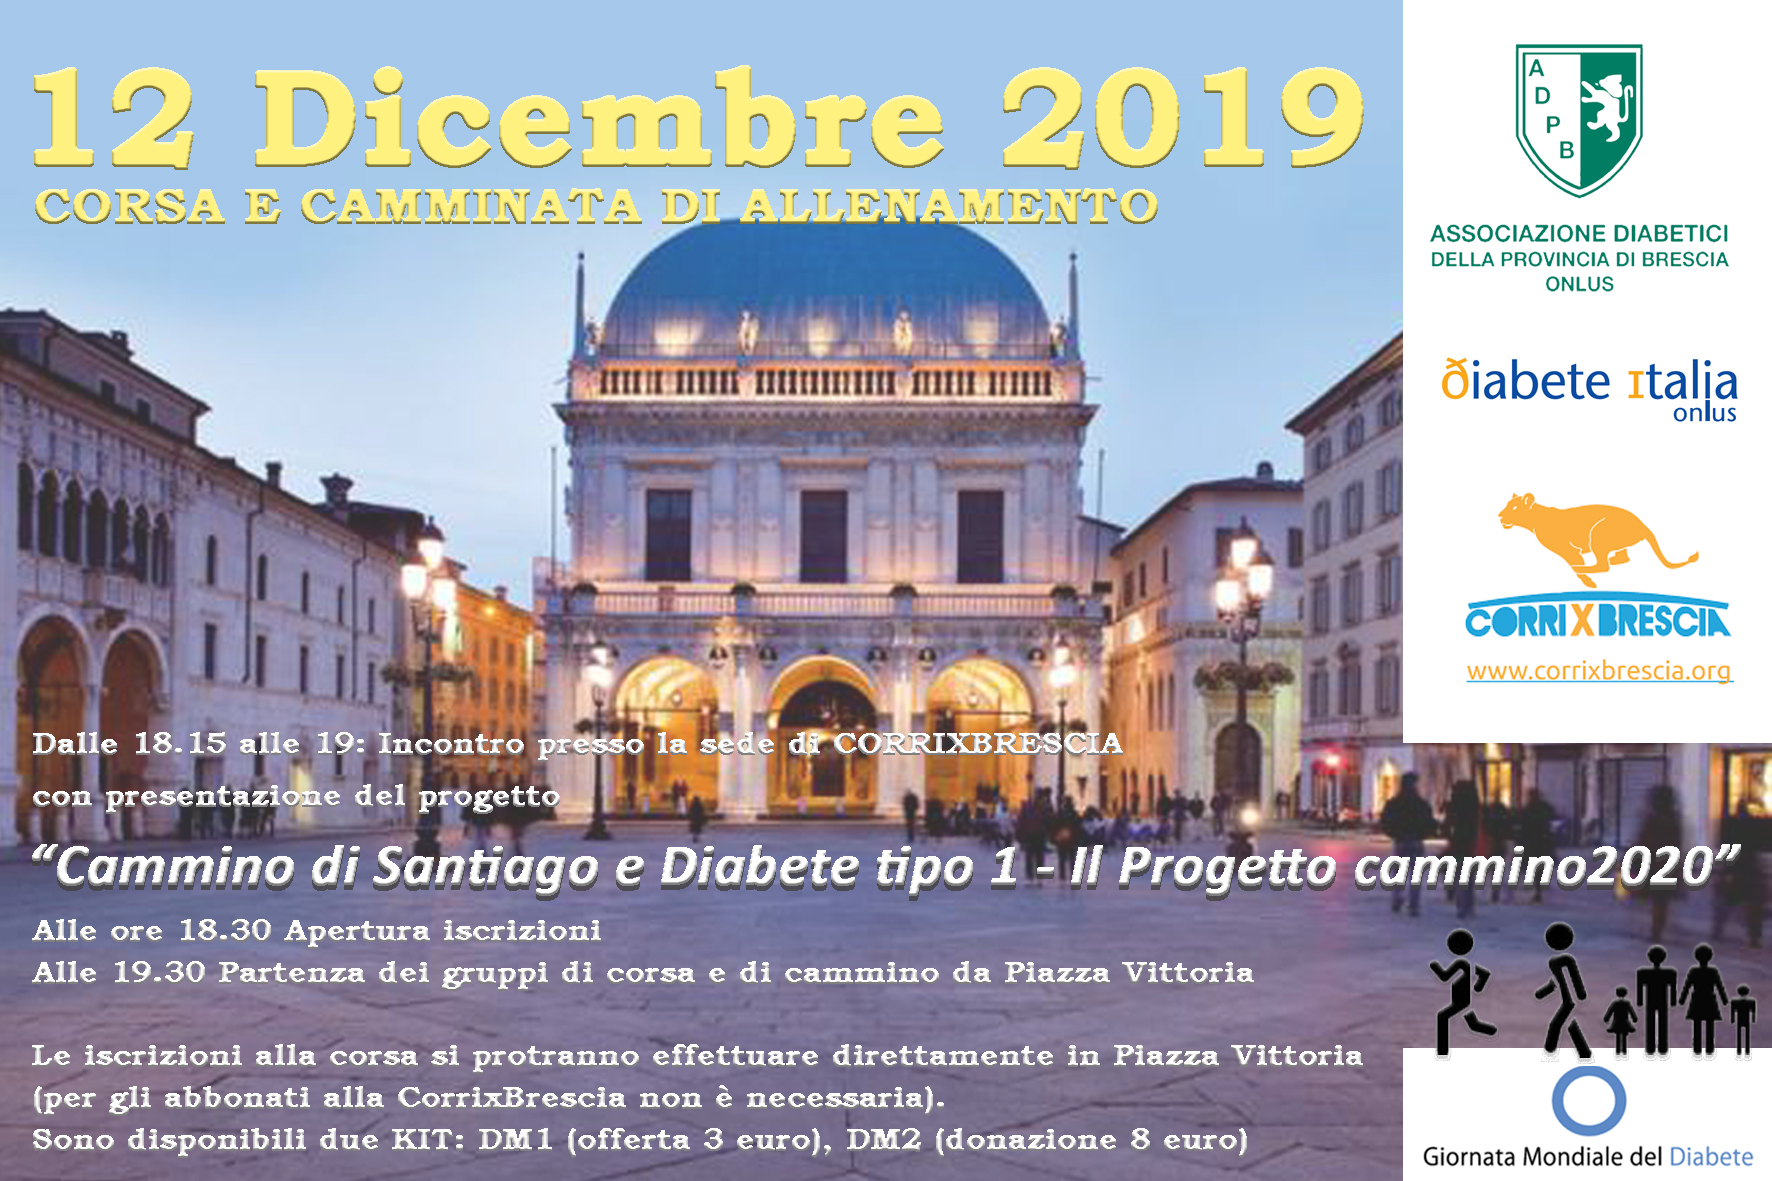 12 Dicembre 2019
CORSA E CAMMINATA DI ALLENAMENTO
A
D
P
B
ASSOCIAZIONE DIABETICI
DELLA PROVINCIA DI BRESCIA
ONLUS
ðiabete ıtalia
onlus
CORRIXBRESCIA
www.corrixbrescia.org
Dalle 18.15 alle 19: Incontro presso la sede di CORRIXBRESCIA
con presentazione del progetto
“Cammino di Santiago e Diabete tipo 1 - Il Progetto cammino2020”
Alle ore 18.30 Apertura iscrizioni
Alle 19.30 Partenza dei gruppi di corsa e di cammino da Piazza Vittoria
Le iscrizioni alla corsa si protranno effettuare direttamente in Piazza Vittoria
(per gli abbonati alla CorrixBrescia non è necessaria).
Sono disponibili due KIT: DM1 (offerta 3 euro), DM2 (donazione 8 euro)
Giornata Mondiale del Diabete